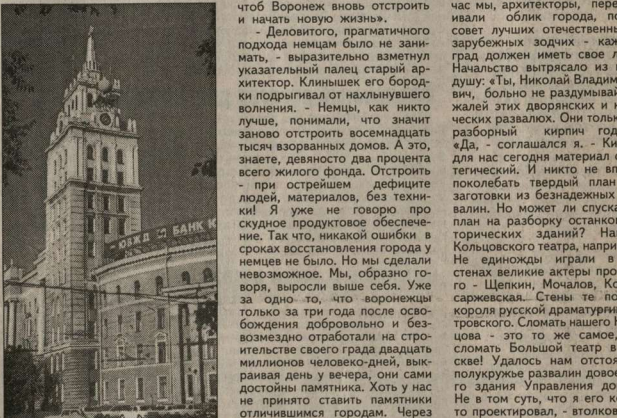 ЮВЖД БАНК
чтоб Воронеж вновь отстроить
и начать новую жизнь».
- Деловитого, прагматичного
подхода немцам было не зани-
мать, - выразительно взметнул
указательный палец старый ар-
хитектор. Клинышек его бород-
ки подрыгивал от нахлынувшего
волнения. - Немцы, как никто
лучше, понимали, что значит
заново отстроить восемнадцать
тысяч взорванных домов. А это,
знаете, девяносто два процента
всего жилого фонда. Отстроить
- при острейшем дефиците
людей, материалов, без техни-
ки! Я уже не говорю про
скудное продуктовое обеспече-
ние. Так что, никакой ошибки в
сроках восстановления города у
немцев не было. Но мы сделали
невозможное. Мы, образно го-
воря, выросли выше себя. Уже
за одно то, что воронежцы
только за три года после осво-
бождения добровольно и без-
возмездно отработали на стро-
ительстве своего града двадцать
миллионов человеко-дней, вык-
раивая день у вечера, они сами
достойны памятника. Хоть у нас
не принято ставить памятники
отличившимся городам. Через
час мы, архитекторы, пере
ивали облик города, по
совет лучших отечественны
зарубежных зодчих - каж
град должен иметь свое л
Начальство вытрясало из
душу: «Ты, Николай Владим
вич, больно не раздумывай
жалей этих дворянских и к
ческих развалюх. Они только
разборный кирпич год
«Да, - соглашался я. - Ки
для нас сегодня материал с
тегический. И никто не вп
поколебать твердый план
заготовки из безнадежных
валин. Но может ли спуска
план на разборку останко
торических зданий? На
Кольцовского театра, напри
Не единожды играли в
стенах великие актеры про
го - Щепкин, Мочалов, Ко
саржевская. Стены те по
короля русской драматургии
тровского. Сломать нашего К
цова - это то же самое,
сломать Большой театр в
скве! Удалось нам отстоя
полукружье развалин довое
го здания Управления до
Не в том суть, что я его к
то проектировал, - втолков